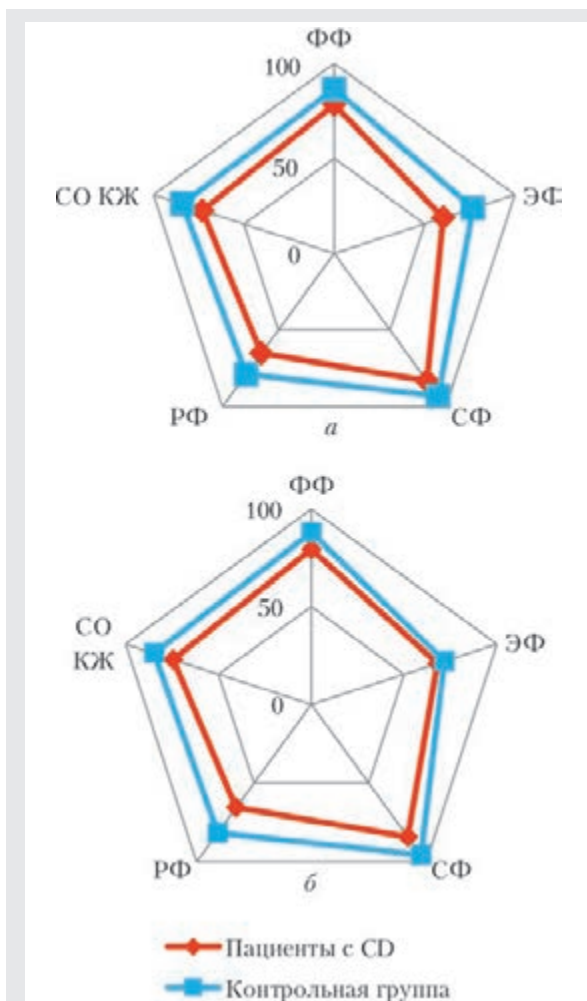 ФФ
100
50
СО КЖ
ЭФ
0
РФ
СФ
а
ФФ
100
50
СО
КЖ
ЭФ
0
РФ
СФ
б
Пациенты с CD
Контрольная группа